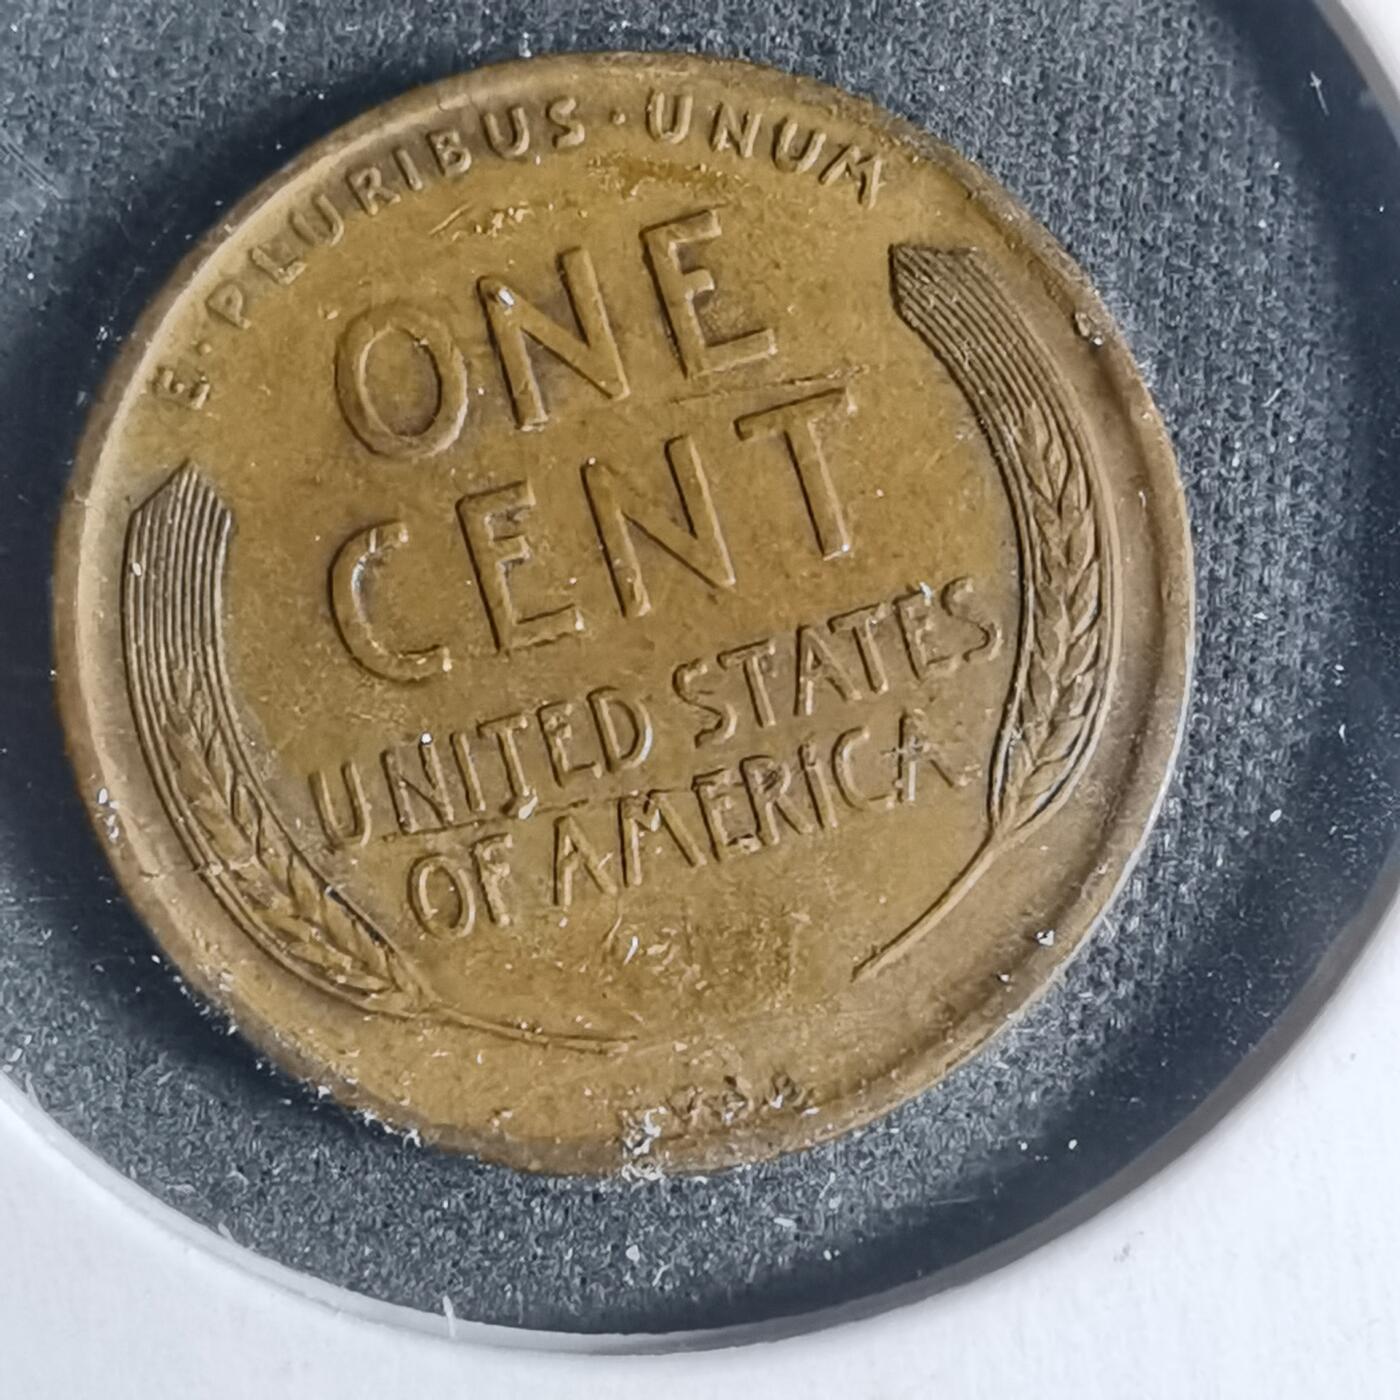 E·PLURIBUS·UNUM
ONE
CENT
UNITED STATES
OF AMERICA